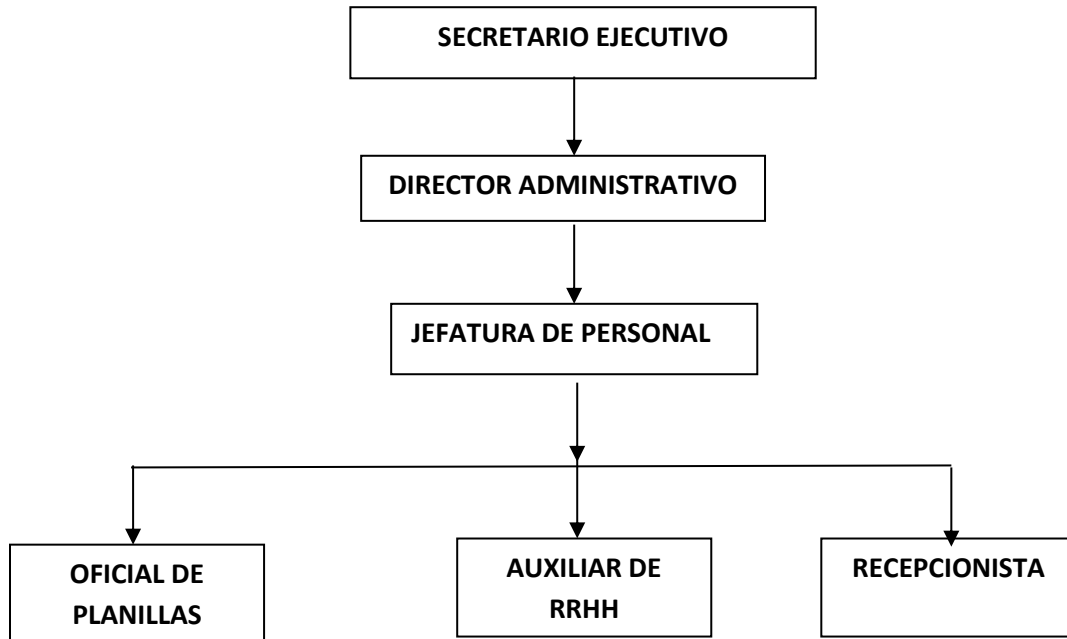 SECRETARIO EJECUTIVO
DIRECTOR ADMINISTRATIVO
JEFATURA DE PERSONAL
OFICIAL DE
PLANILLAS
AUXILIAR DE
RRHH
RECEPCIONISTA